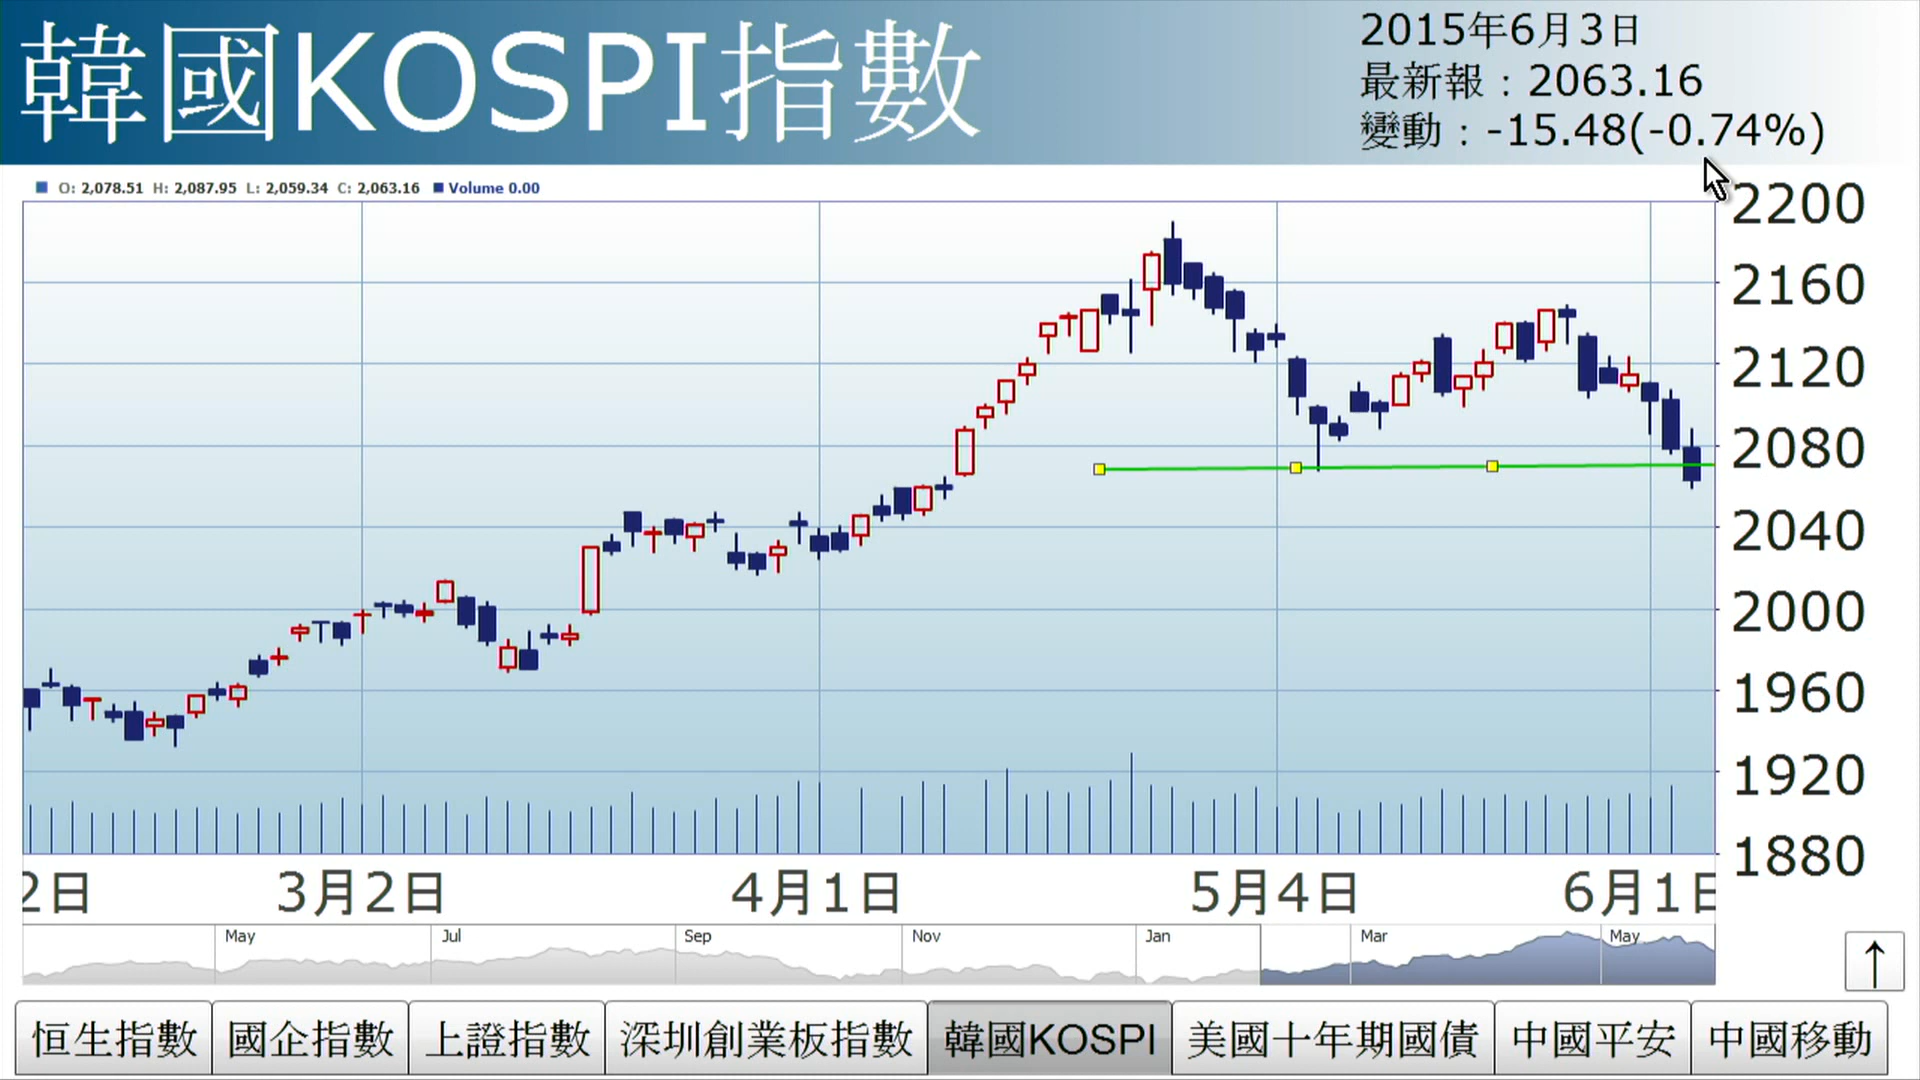 韓國KOSPI指數
2015年6月3日
最新報：2063.16
變動：-15.48(-0.74%)
O: 2,078.51 H: 2,087.95 L: 2,059.34 C: 2,063.16 Volume 0.00
2200
2160
2120
2080
2040
2000
1960
1920
1880
2日 3月2日 4月1日 5月4日 6月1日
May Jul Sep Nov Jan Mar May
↑
恒生指數 國企指數 上證指數 深圳創業板指數 韓國KOSPI 美國十年期國債 中國平安 中國移動